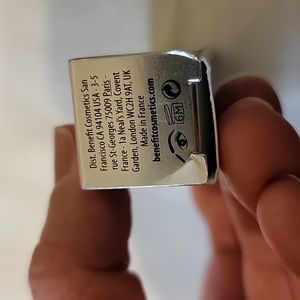 Dist. Benefit Cosmetics San
Francisco CA 94104 USA - 3-5
rue St-Georges 75009 Paris -
France - 1a Neal's Yard, Covent
Garden, London WC2H 9AT, UK
Made in France
benefitcosmetics.com
6M